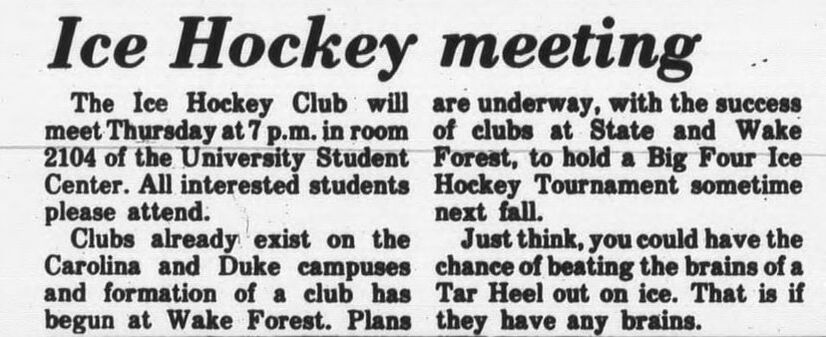 Ice Hockey meeting
The Ice Hockey Club will
meet Thursday at 7 p.m. in room
2104 of the University Student
Center. All interested students
please attend.
Clubs already exist on the
Carolina and Duke campuses
and formation of a club has
begun at Wake Forest. Plans
are underway, with the success
of clubs at State and Wake
Forest, to hold a Big Four Ice
Hockey Tournament sometime
next fall.
Just think, you could have the
chance of beating the brains of a
Tar Heel out on ice. That is if
they have any brains.